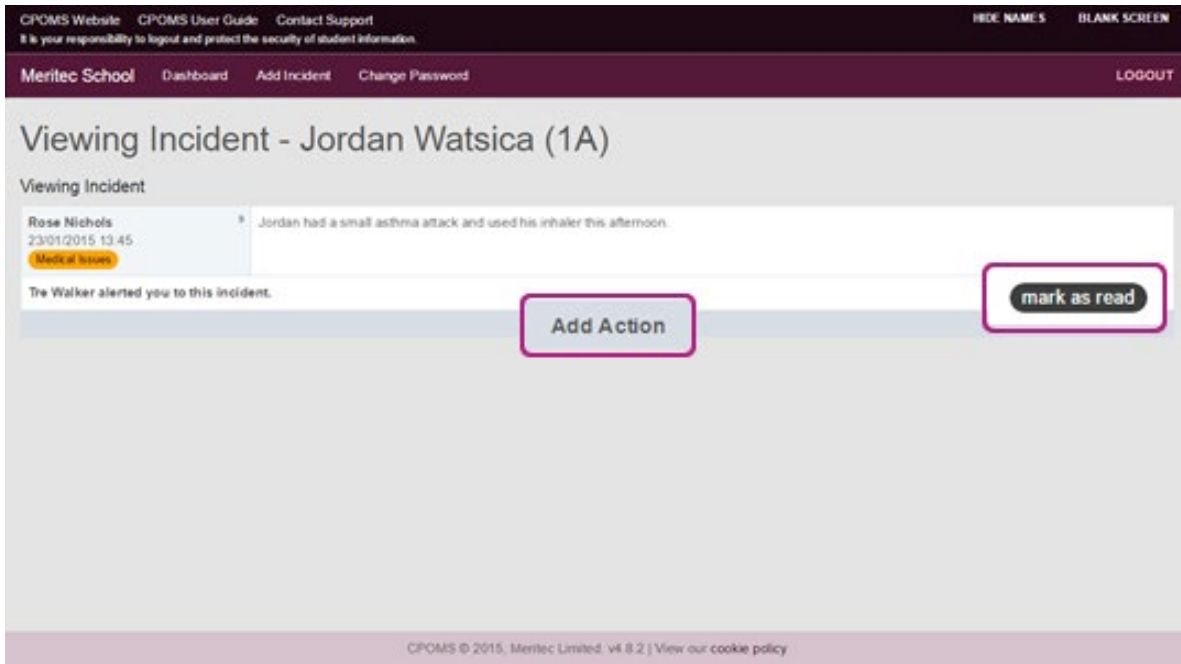 CPOMS Website CPOMS User Guide Contact Support HIDE NAMES BLANK SCREEN
It is your responsibility to logout and protect the security of student information.
Meritec School Dashboard Add Incident Change Password LOGOUT
Viewing Incident - Jordan Watsica (1A)
Viewing Incident
Rose Nichols Jordan had a small asthma attack and used his inhaler this afternoon.
23/01/2015 13:45
Medical Issues
Tre Walker alerted you to this incident. mark as read
Add Action
CPOMS © 2015, Meritec Limited. v4.8.2 | View our cookie policy